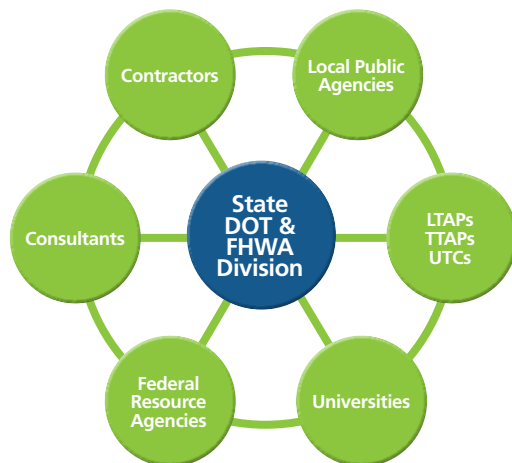 Contractors
Local Public
Agencies
Consultants
State
DOT &
FHWA
Division
LTAPs
TTAPs
UTCs
Federal
Resource
Agencies
Universities